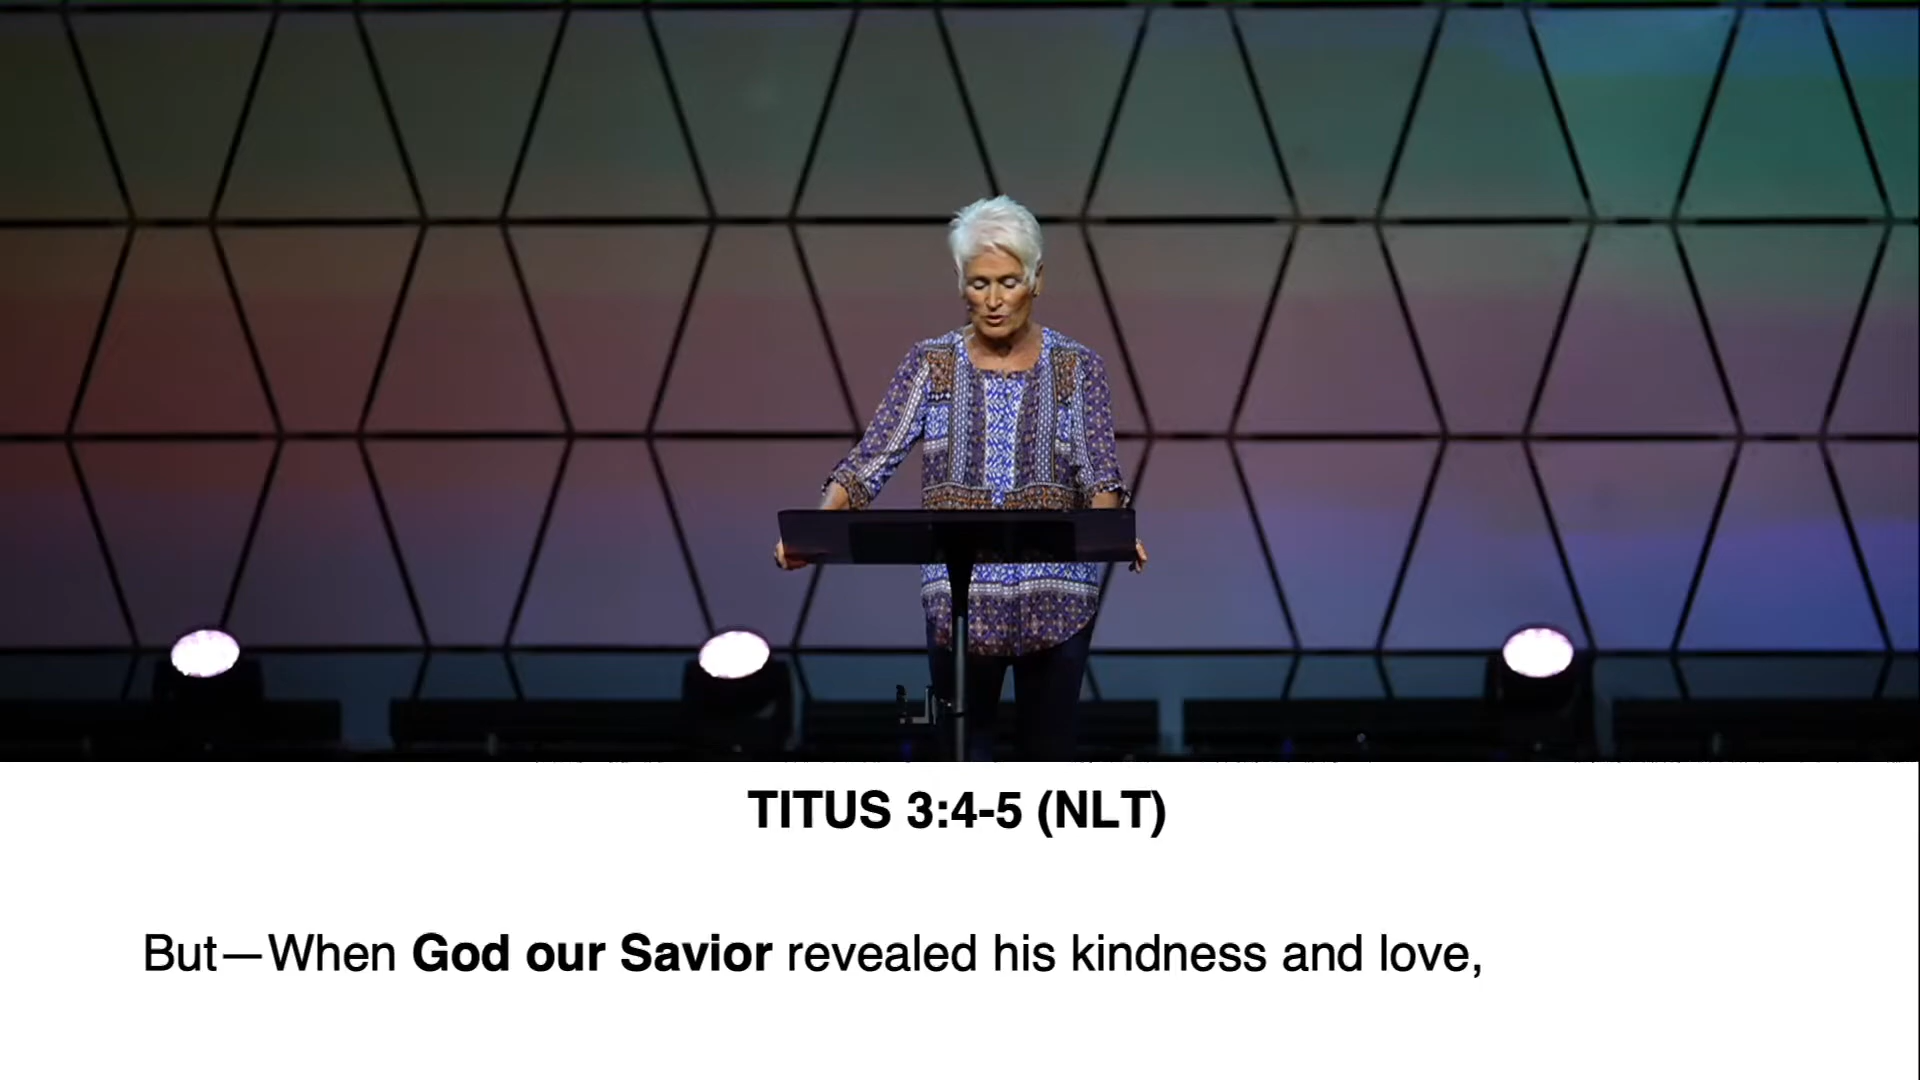 TITUS 3:4-5 (NLT)
But—When God our Savior revealed his kindness and love,